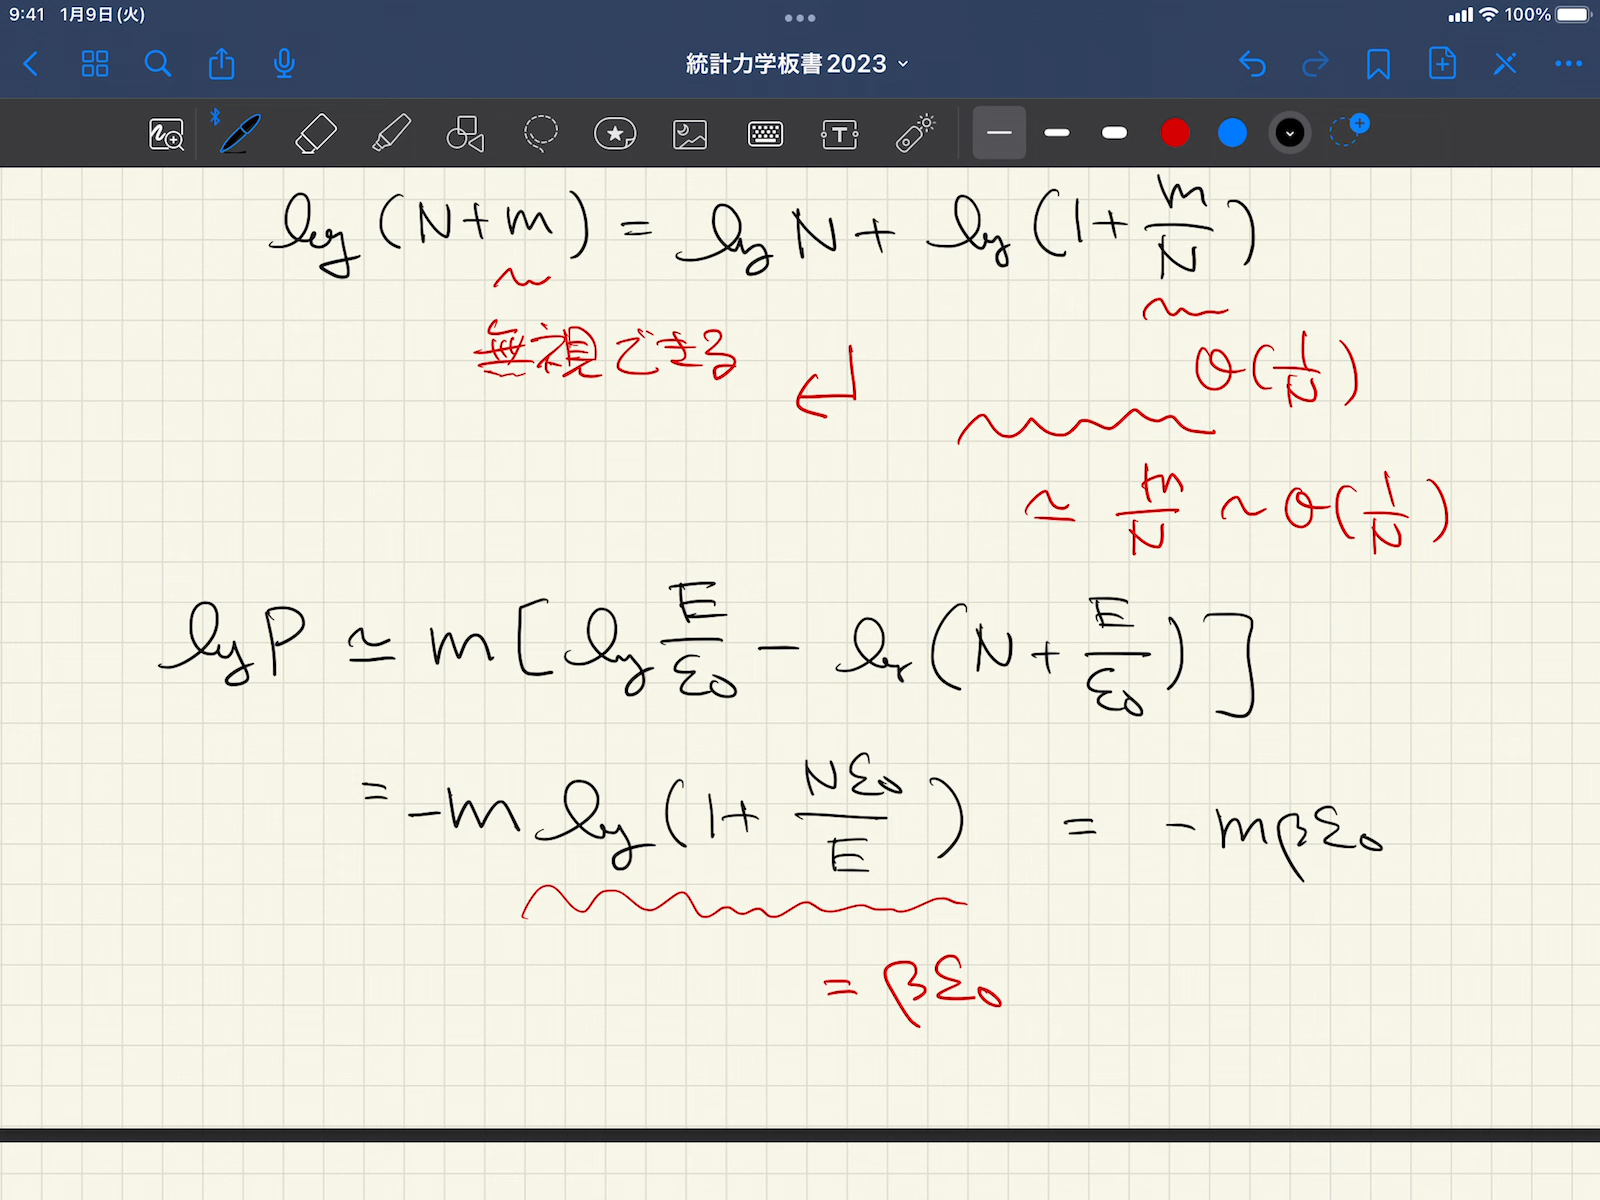 9:41 1月9日(火) 100%
統計力学板書2023
log (N+m) = log N + log (1+ m/N)
無視できる
O(1/N)
≃ m/N ~ O(1/N)
log P ≃ m [ log E/ε₀ − log (N + E/ε₀) ]
= −m log (1+ Nε₀/E) = −mβε₀
= βε₀